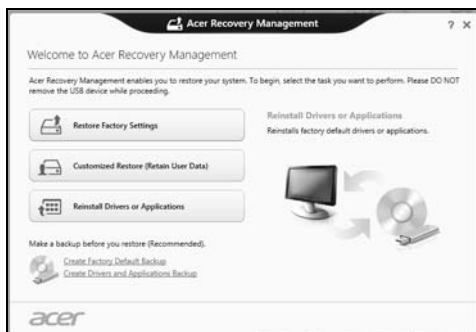 Acer Recovery Management
? ×
Welcome to Acer Recovery Management
Acer Recovery Management enables you to restore your system. To begin, select the task you want to perform. Please DO NOT
remove the USB device while proceeding.
Restore Factory Settings
Customized Restore (Retain User Data)
Reinstall Drivers or Applications
Reinstall Drivers or Applications
Reinstalls factory default drivers or applications.
Make a backup before you restore (Recommended).
Create Factory Default Backup
Create Drivers and Applications Backup
acer